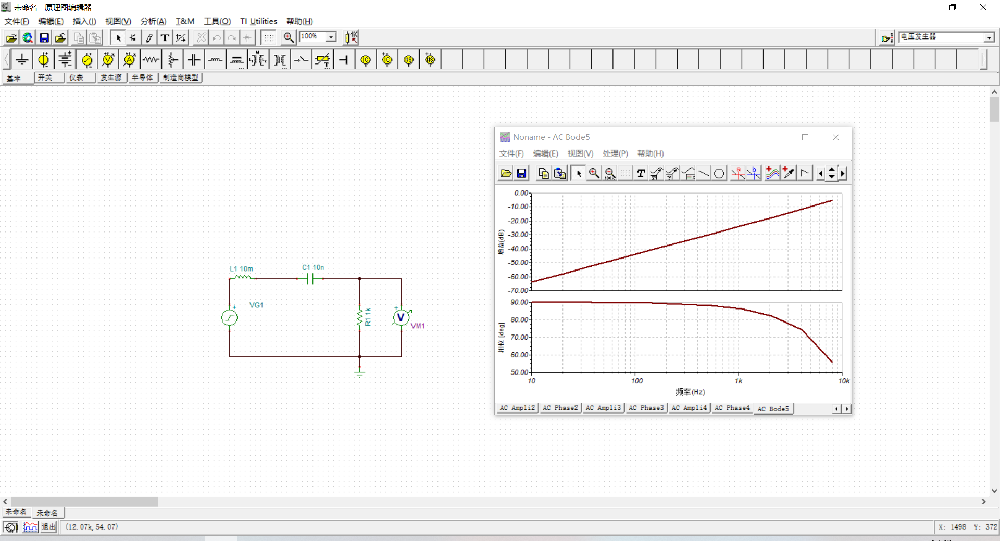 未命名 - 原理图编辑器
文件(F) 编辑(E) 插入(I) 视图(V) 分析(A) T&M 工具(O) TI Utilities 帮助(H)
T 100% 1K 电压发生器
基本 开关 仪表 发生源 半导体 制造商模型
Noname - AC Bode5
文件(F) 编辑(E) 视图(V) 处理(P) 帮助(H)
0.00
-10.00
-20.00
-30.00
-40.00
-50.00
-60.00
-70.00
增益(dB)
90.00
80.00
70.00
60.00
50.00
相位 [deg]
10 100 1k 10k
频率(Hz)
AC Ampli2 AC Phase2 AC Ampli3 AC Phase3 AC Ampli4 AC Phase4 AC Bode5
L1 10m
C1 10n
VG1
R1 1k
V
VM1
未命名 未命名
退出 (12.07k,54.07) X: 1498 Y: 372